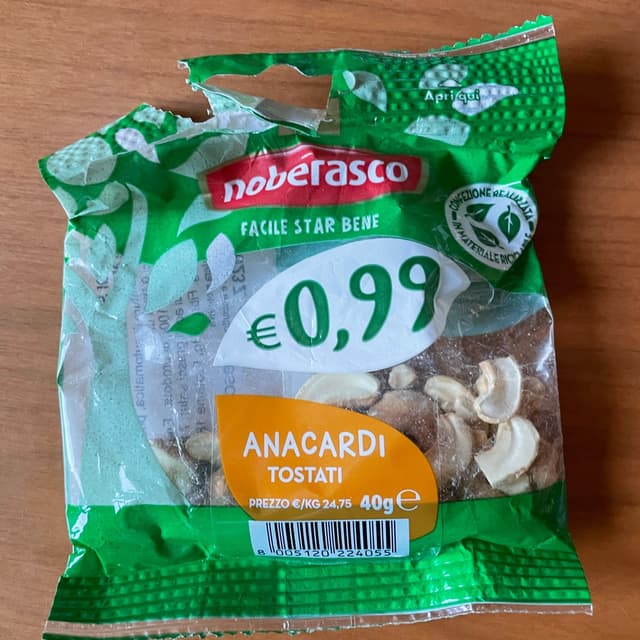 Apri qui
noberasco
FACILE STAR BENE
CONFEZIONE REALIZZATA
IN MATERIALE
€0,99
ANACARDI
TOSTATI
PREZZO €/KG 24,75 40g e
8 005120 224055